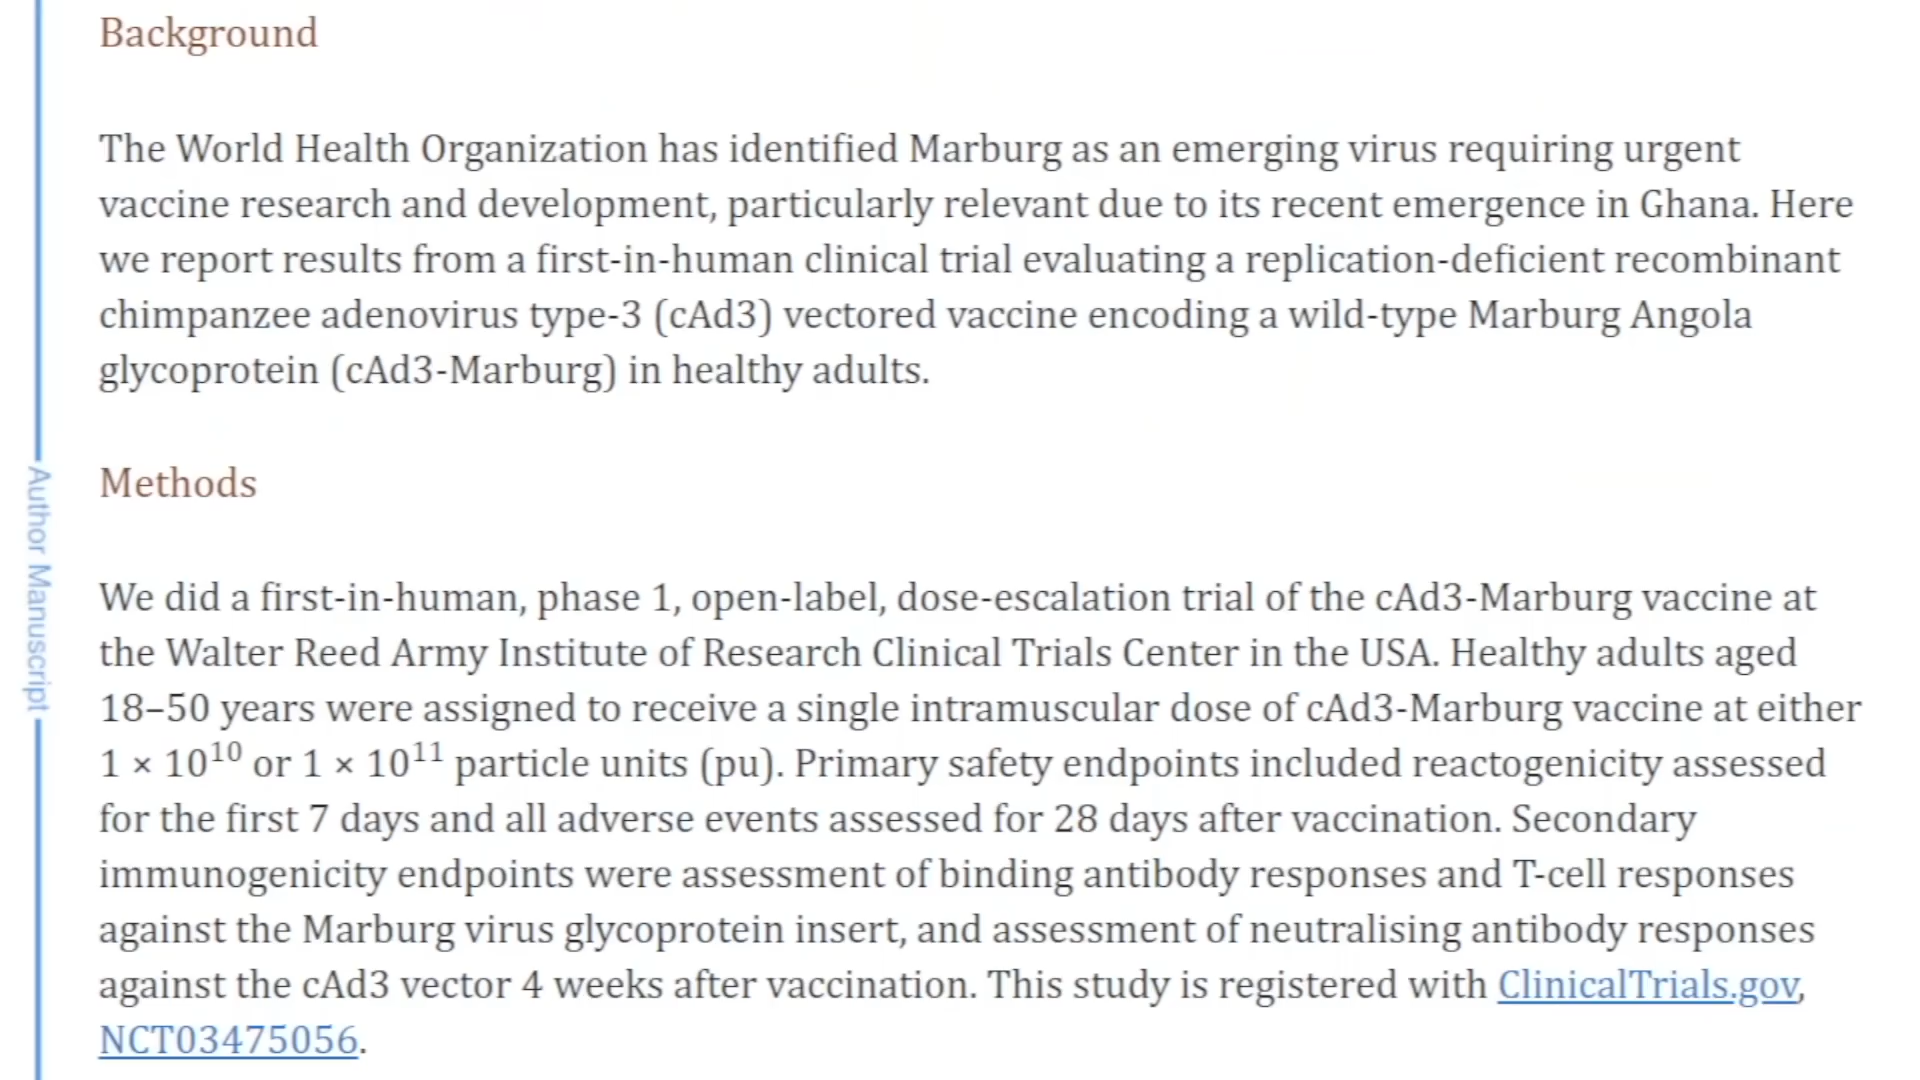 Background
The World Health Organization has identified Marburg as an emerging virus requiring urgent
vaccine research and development, particularly relevant due to its recent emergence in Ghana. Here
we report results from a first-in-human clinical trial evaluating a replication-deficient recombinant
chimpanzee adenovirus type-3 (cAd3) vectored vaccine encoding a wild-type Marburg Angola
glycoprotein (cAd3-Marburg) in healthy adults.
Methods
We did a first-in-human, phase 1, open-label, dose-escalation trial of the cAd3-Marburg vaccine at
the Walter Reed Army Institute of Research Clinical Trials Center in the USA. Healthy adults aged
18–50 years were assigned to receive a single intramuscular dose of cAd3-Marburg vaccine at either
1 × 10¹⁰ or 1 × 10¹¹ particle units (pu). Primary safety endpoints included reactogenicity assessed
for the first 7 days and all adverse events assessed for 28 days after vaccination. Secondary
immunogenicity endpoints were assessment of binding antibody responses and T-cell responses
against the Marburg virus glycoprotein insert, and assessment of neutralising antibody responses
against the cAd3 vector 4 weeks after vaccination. This study is registered with ClinicalTrials.gov,
NCT03475056.
Author Manuscript